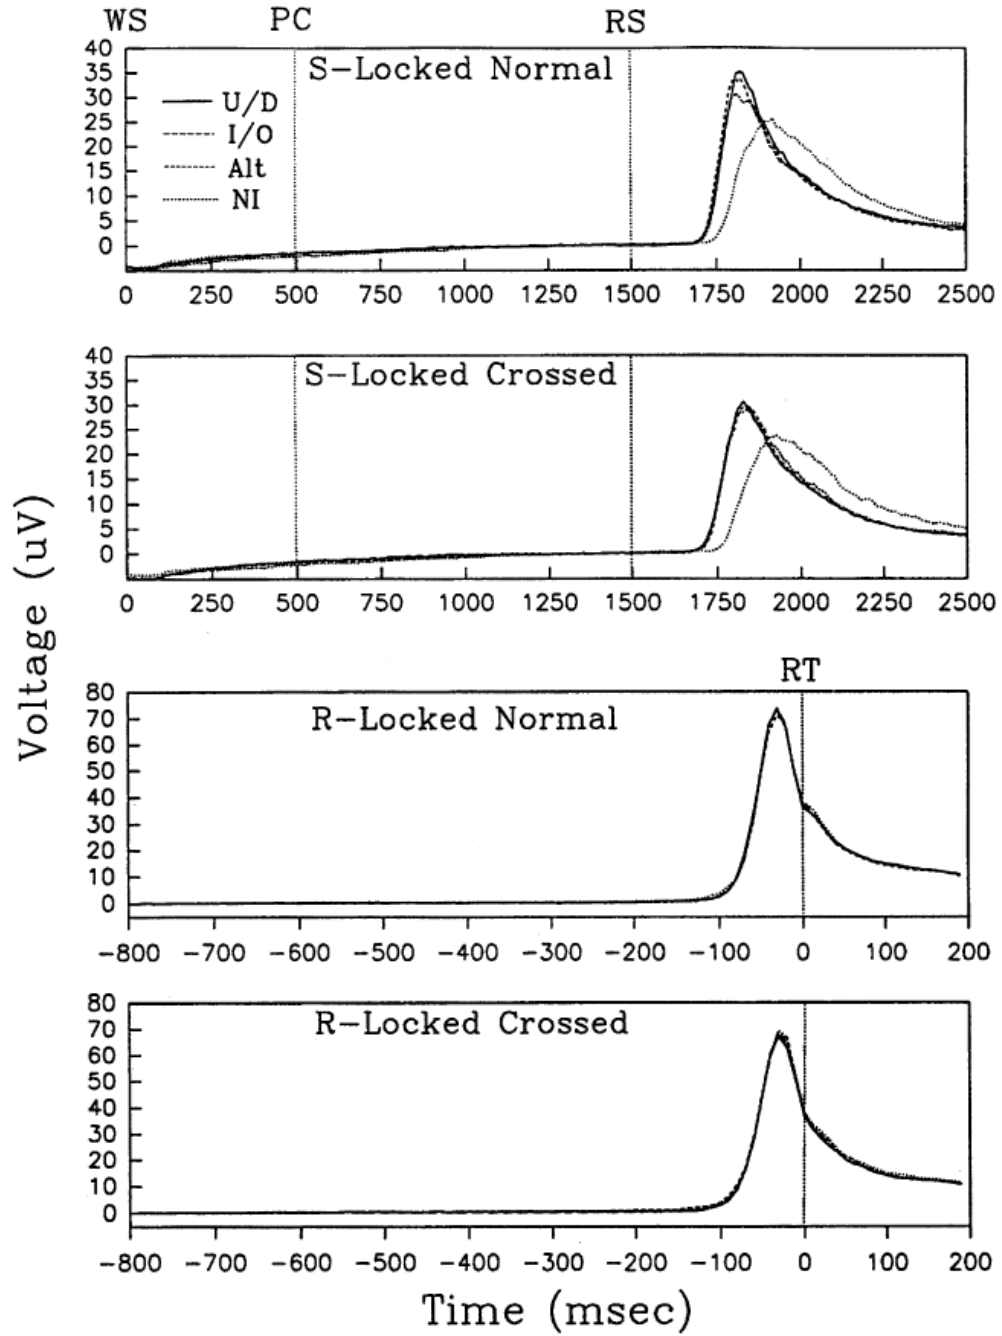 WS PC RS
S-Locked Normal
U/D
I/O
Alt
NI
40
35
30
25
20
15
10
5
0
0 250 500 750 1000 1250 1500 1750 2000 2250 2500
S-Locked Crossed
40
35
30
25
20
15
10
5
0
0 250 500 750 1000 1250 1500 1750 2000 2250 2500
Voltage (uV)
RT
R-Locked Normal
80
70
60
50
40
30
20
10
0
-800 -700 -600 -500 -400 -300 -200 -100 0 100 200
R-Locked Crossed
80
70
60
50
40
30
20
10
0
-800 -700 -600 -500 -400 -300 -200 -100 0 100 200
Time (msec)